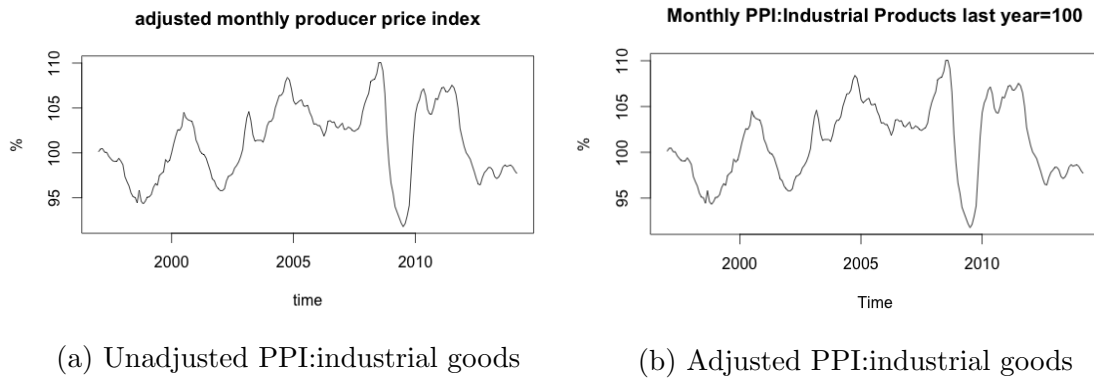 adjusted monthly producer price index
%
110
105
100
95
2000
2005
2010
time
(a) Unadjusted PPI:industrial goods
Monthly PPI:Industrial Products last year=100
%
110
105
100
95
2000
2005
2010
Time
(b) Adjusted PPI:industrial goods